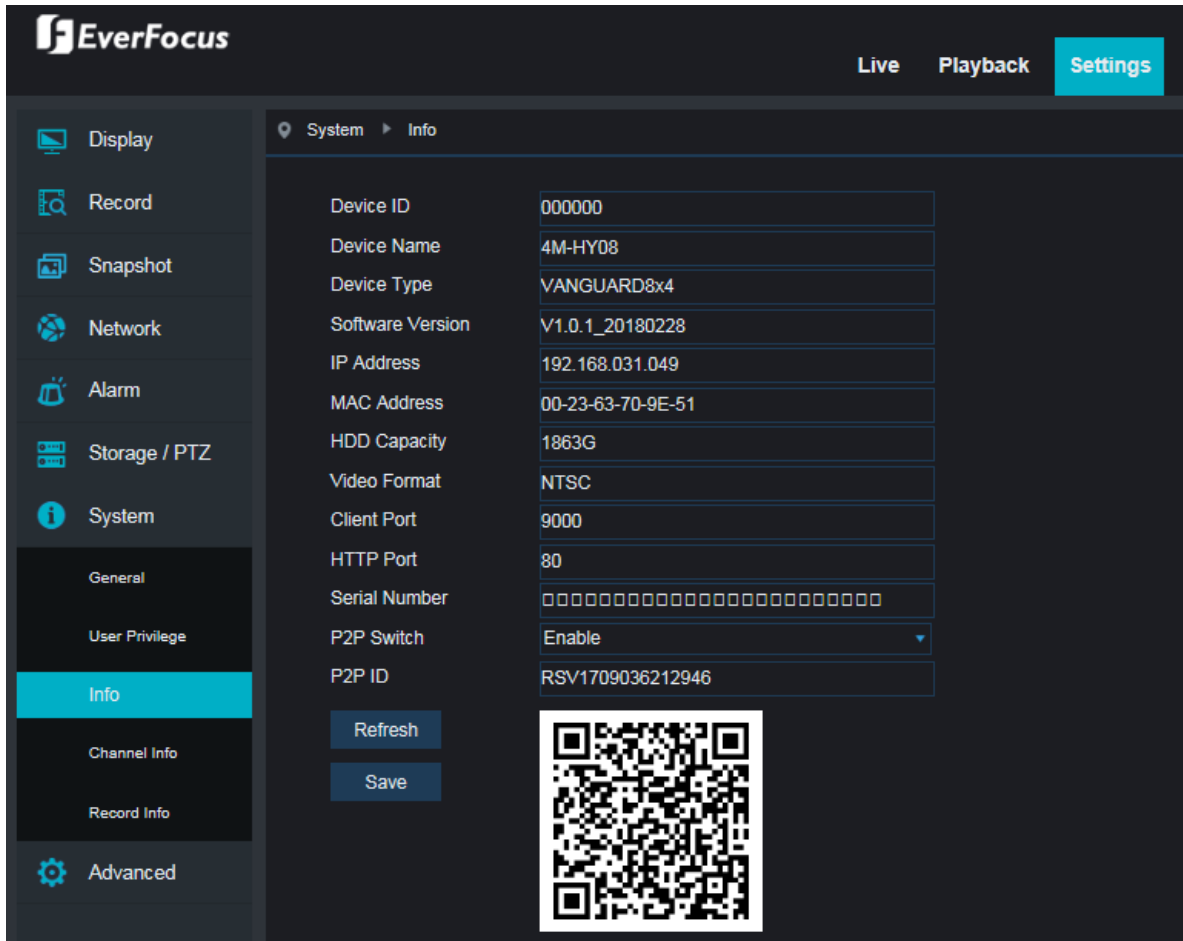 EverFocus
Live Playback Settings
Display
Record
Snapshot
Network
Alarm
Storage / PTZ
System
General
User Privilege
Info
Channel Info
Record Info
Advanced
System Info
Device ID 000000
Device Name 4M-HY08
Device Type VANGUARD8x4
Software Version V1.0.1_20180228
IP Address 192.168.031.049
MAC Address 00-23-63-70-9E-51
HDD Capacity 1863G
Video Format NTSC
Client Port 9000
HTTP Port 80
Serial Number □□□□□□□□□□□□□□□□□□□□□□□□
P2P Switch Enable
P2P ID RSV1709036212946
Refresh
Save